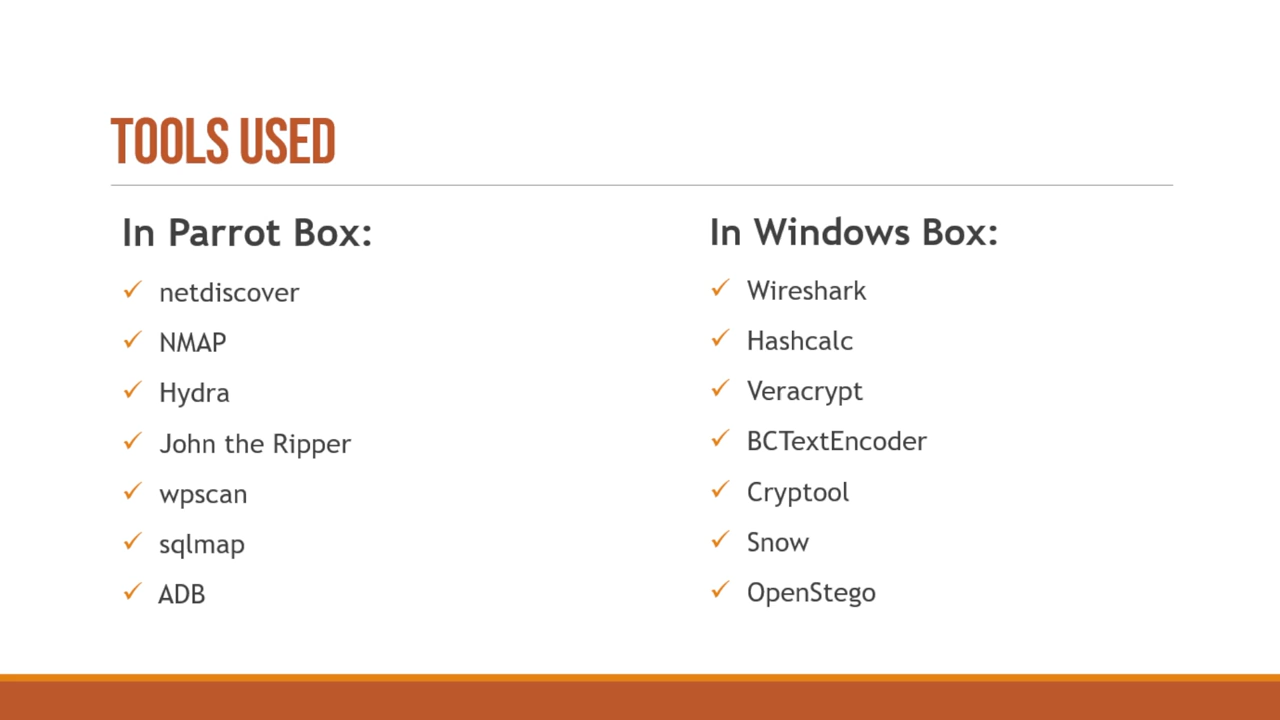 TOOLS USED
In Parrot Box:
netdiscover
NMAP
Hydra
John the Ripper
wpscan
sqlmap
ADB
In Windows Box:
Wireshark
Hashcalc
Veracrypt
BCTextEncoder
Cryptool
Snow
OpenStego